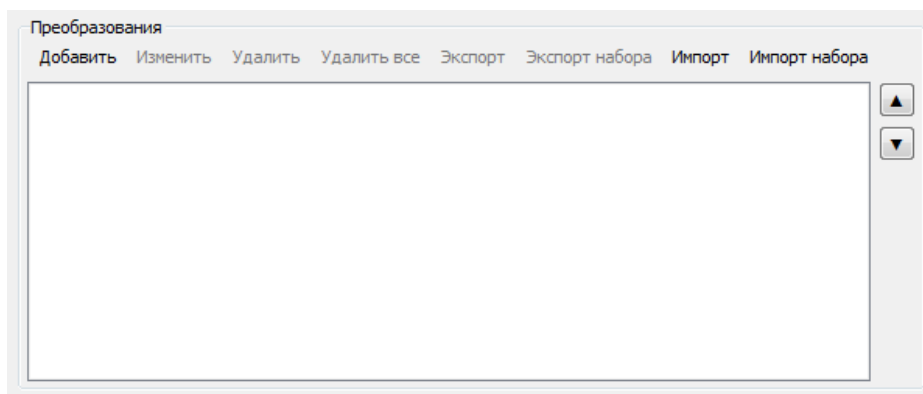 Преобразования
Добавить Изменить Удалить Удалить все Экспорт Экспорт набора Импорт Импорт набора